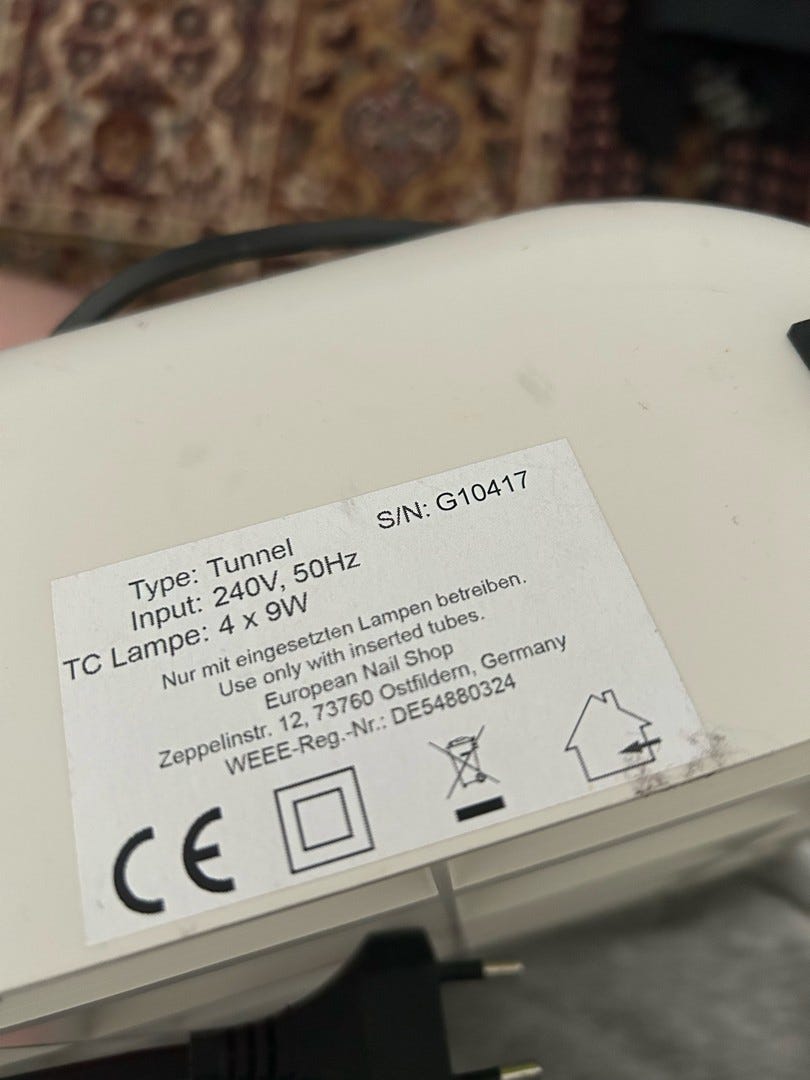 S/N: G10417
Type: Tunnel
Input: 240V, 50Hz
TC Lampe: 4 x 9W
Nur mit eingesetzten Lampen betreiben.
Use only with inserted tubes.
European Nail Shop
Zeppelinstr. 12, 73760 Ostfildern, Germany
WEEE-Reg.-Nr.: DE54880324
CE